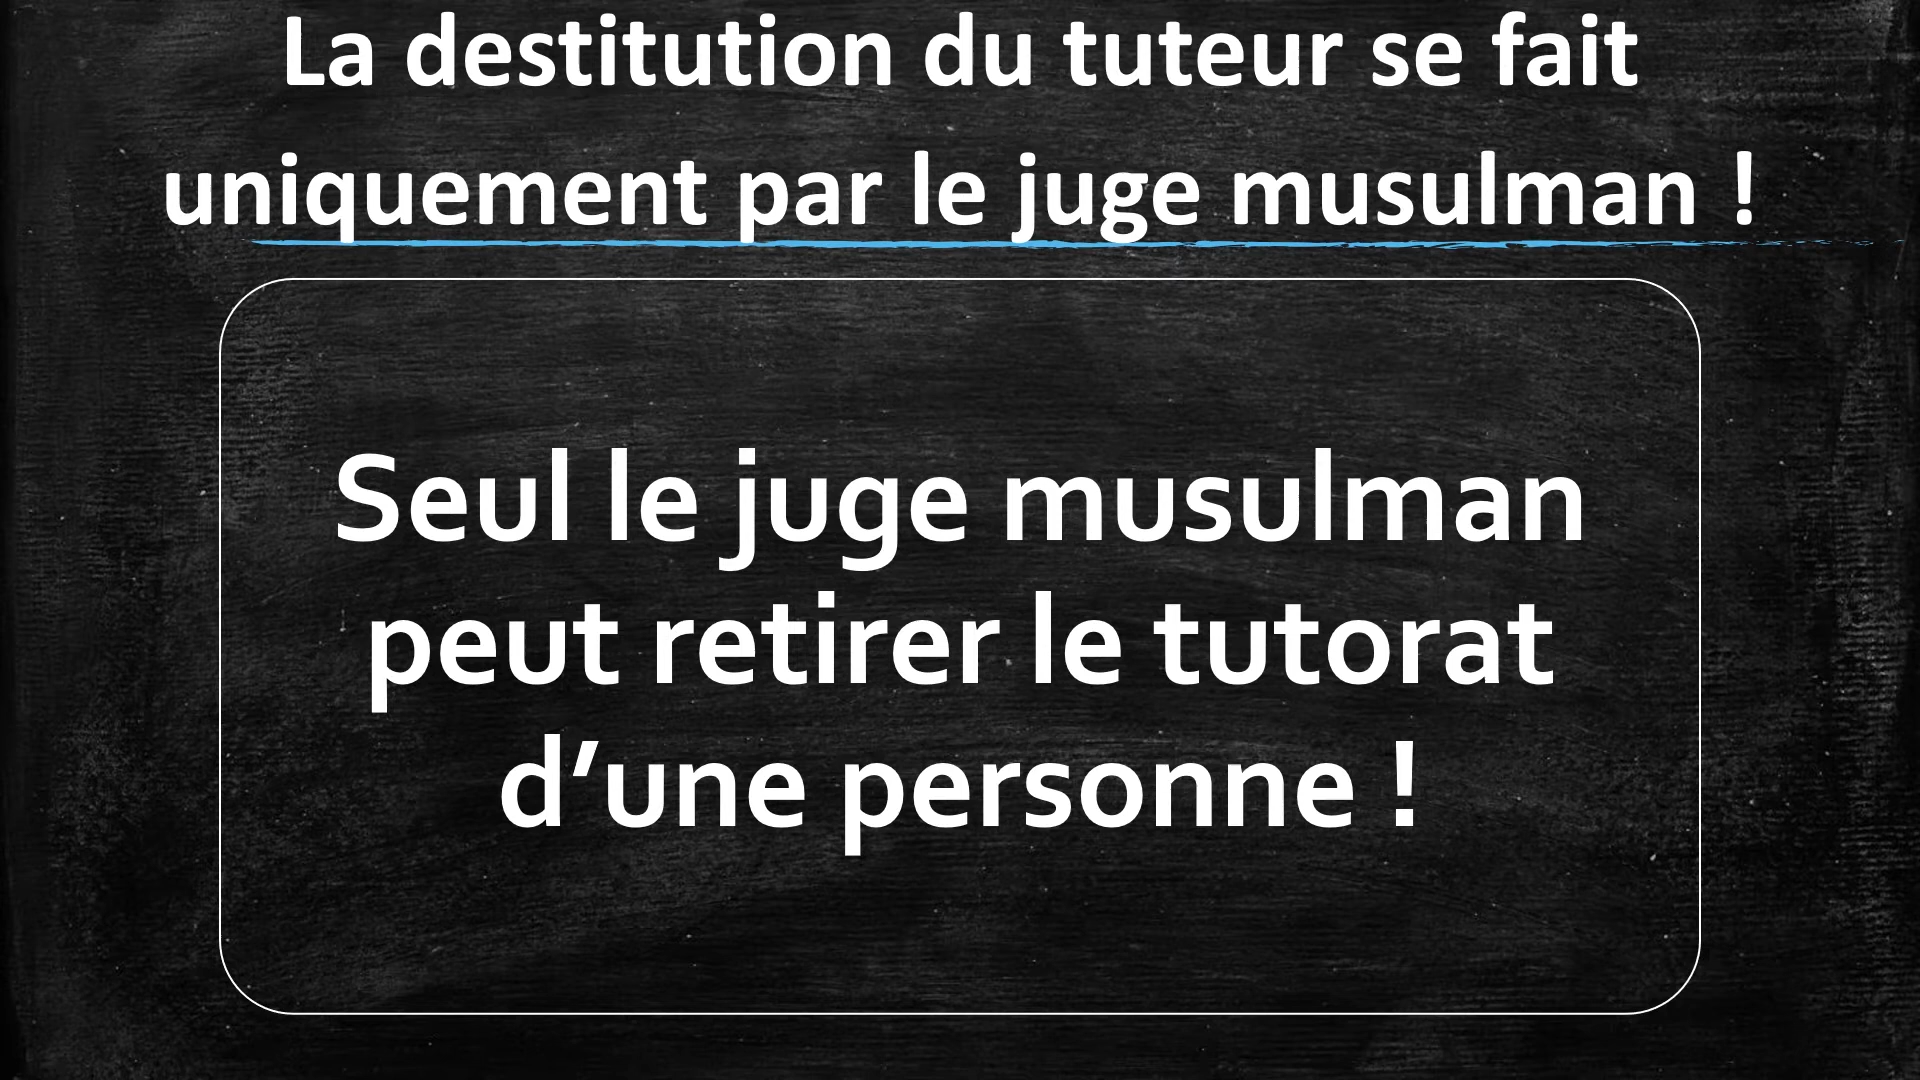 La destitution du tuteur se fait
uniquement par le juge musulman !
Seul le juge musulman
peut retirer le tutorat
d’une personne !